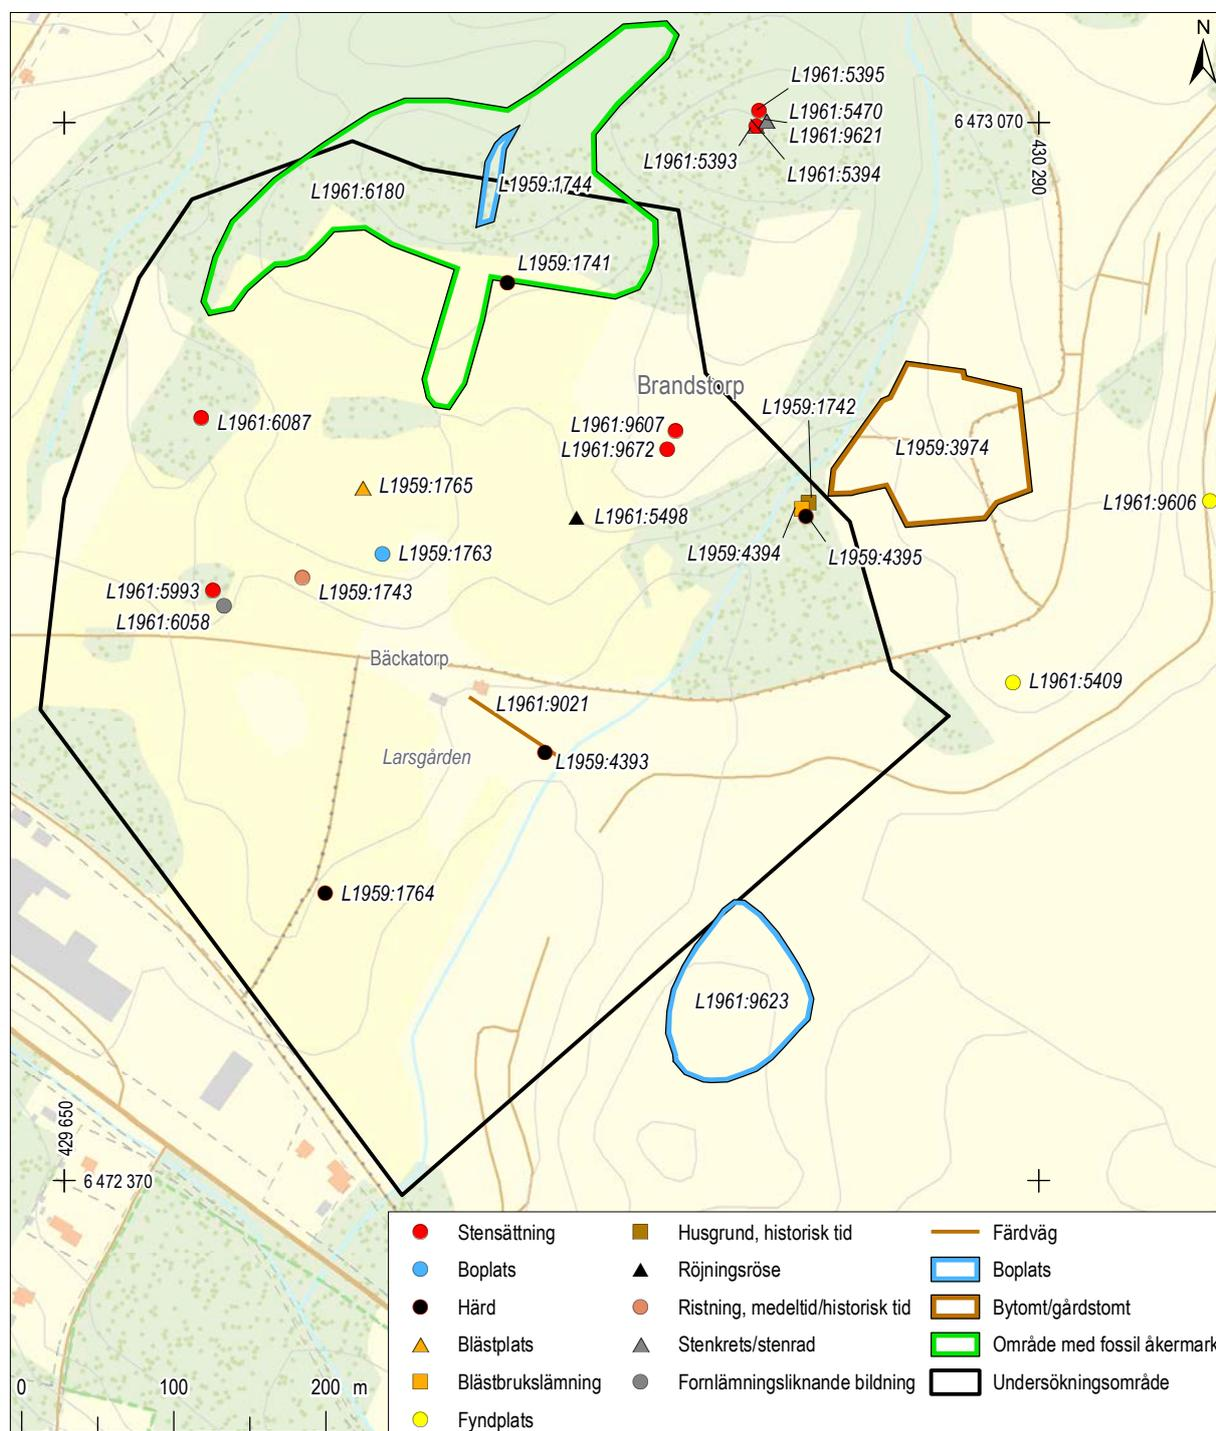 N
L1961:5395
L1961:5470
6 473 070
L1961:9621
L1961:5393
L1961:5394
430 290
L1961:6180
L1959:1744
L1959:1741
Brandstorp
L1959:1742
L1961:6087
L1961:9607
L1961:9672
L1959:3974
L1959:1765
L1961:9606
L1961:5498
L1959:1763
L1959:4394
L1959:4395
L1961:5993
L1959:1743
L1961:6058
Bäckatorp
L1961:5409
L1961:9021
Larsgården
L1959:4393
L1959:1764
L1961:9623
429 650
6 472 370
Stensättning
Boplats
Härd
Blästplats
Blästbrukslämning
Fyndplats
Husgrund, historisk tid
Röjningsröse
Ristning, medeltid/historisk tid
Stenkrets/stenrad
Fornlämningsliknande bildning
Färdväg
Boplats
Bytomt/gårdstomt
Område med fossil åkermark
Undersökningsområde
0 100 200 m